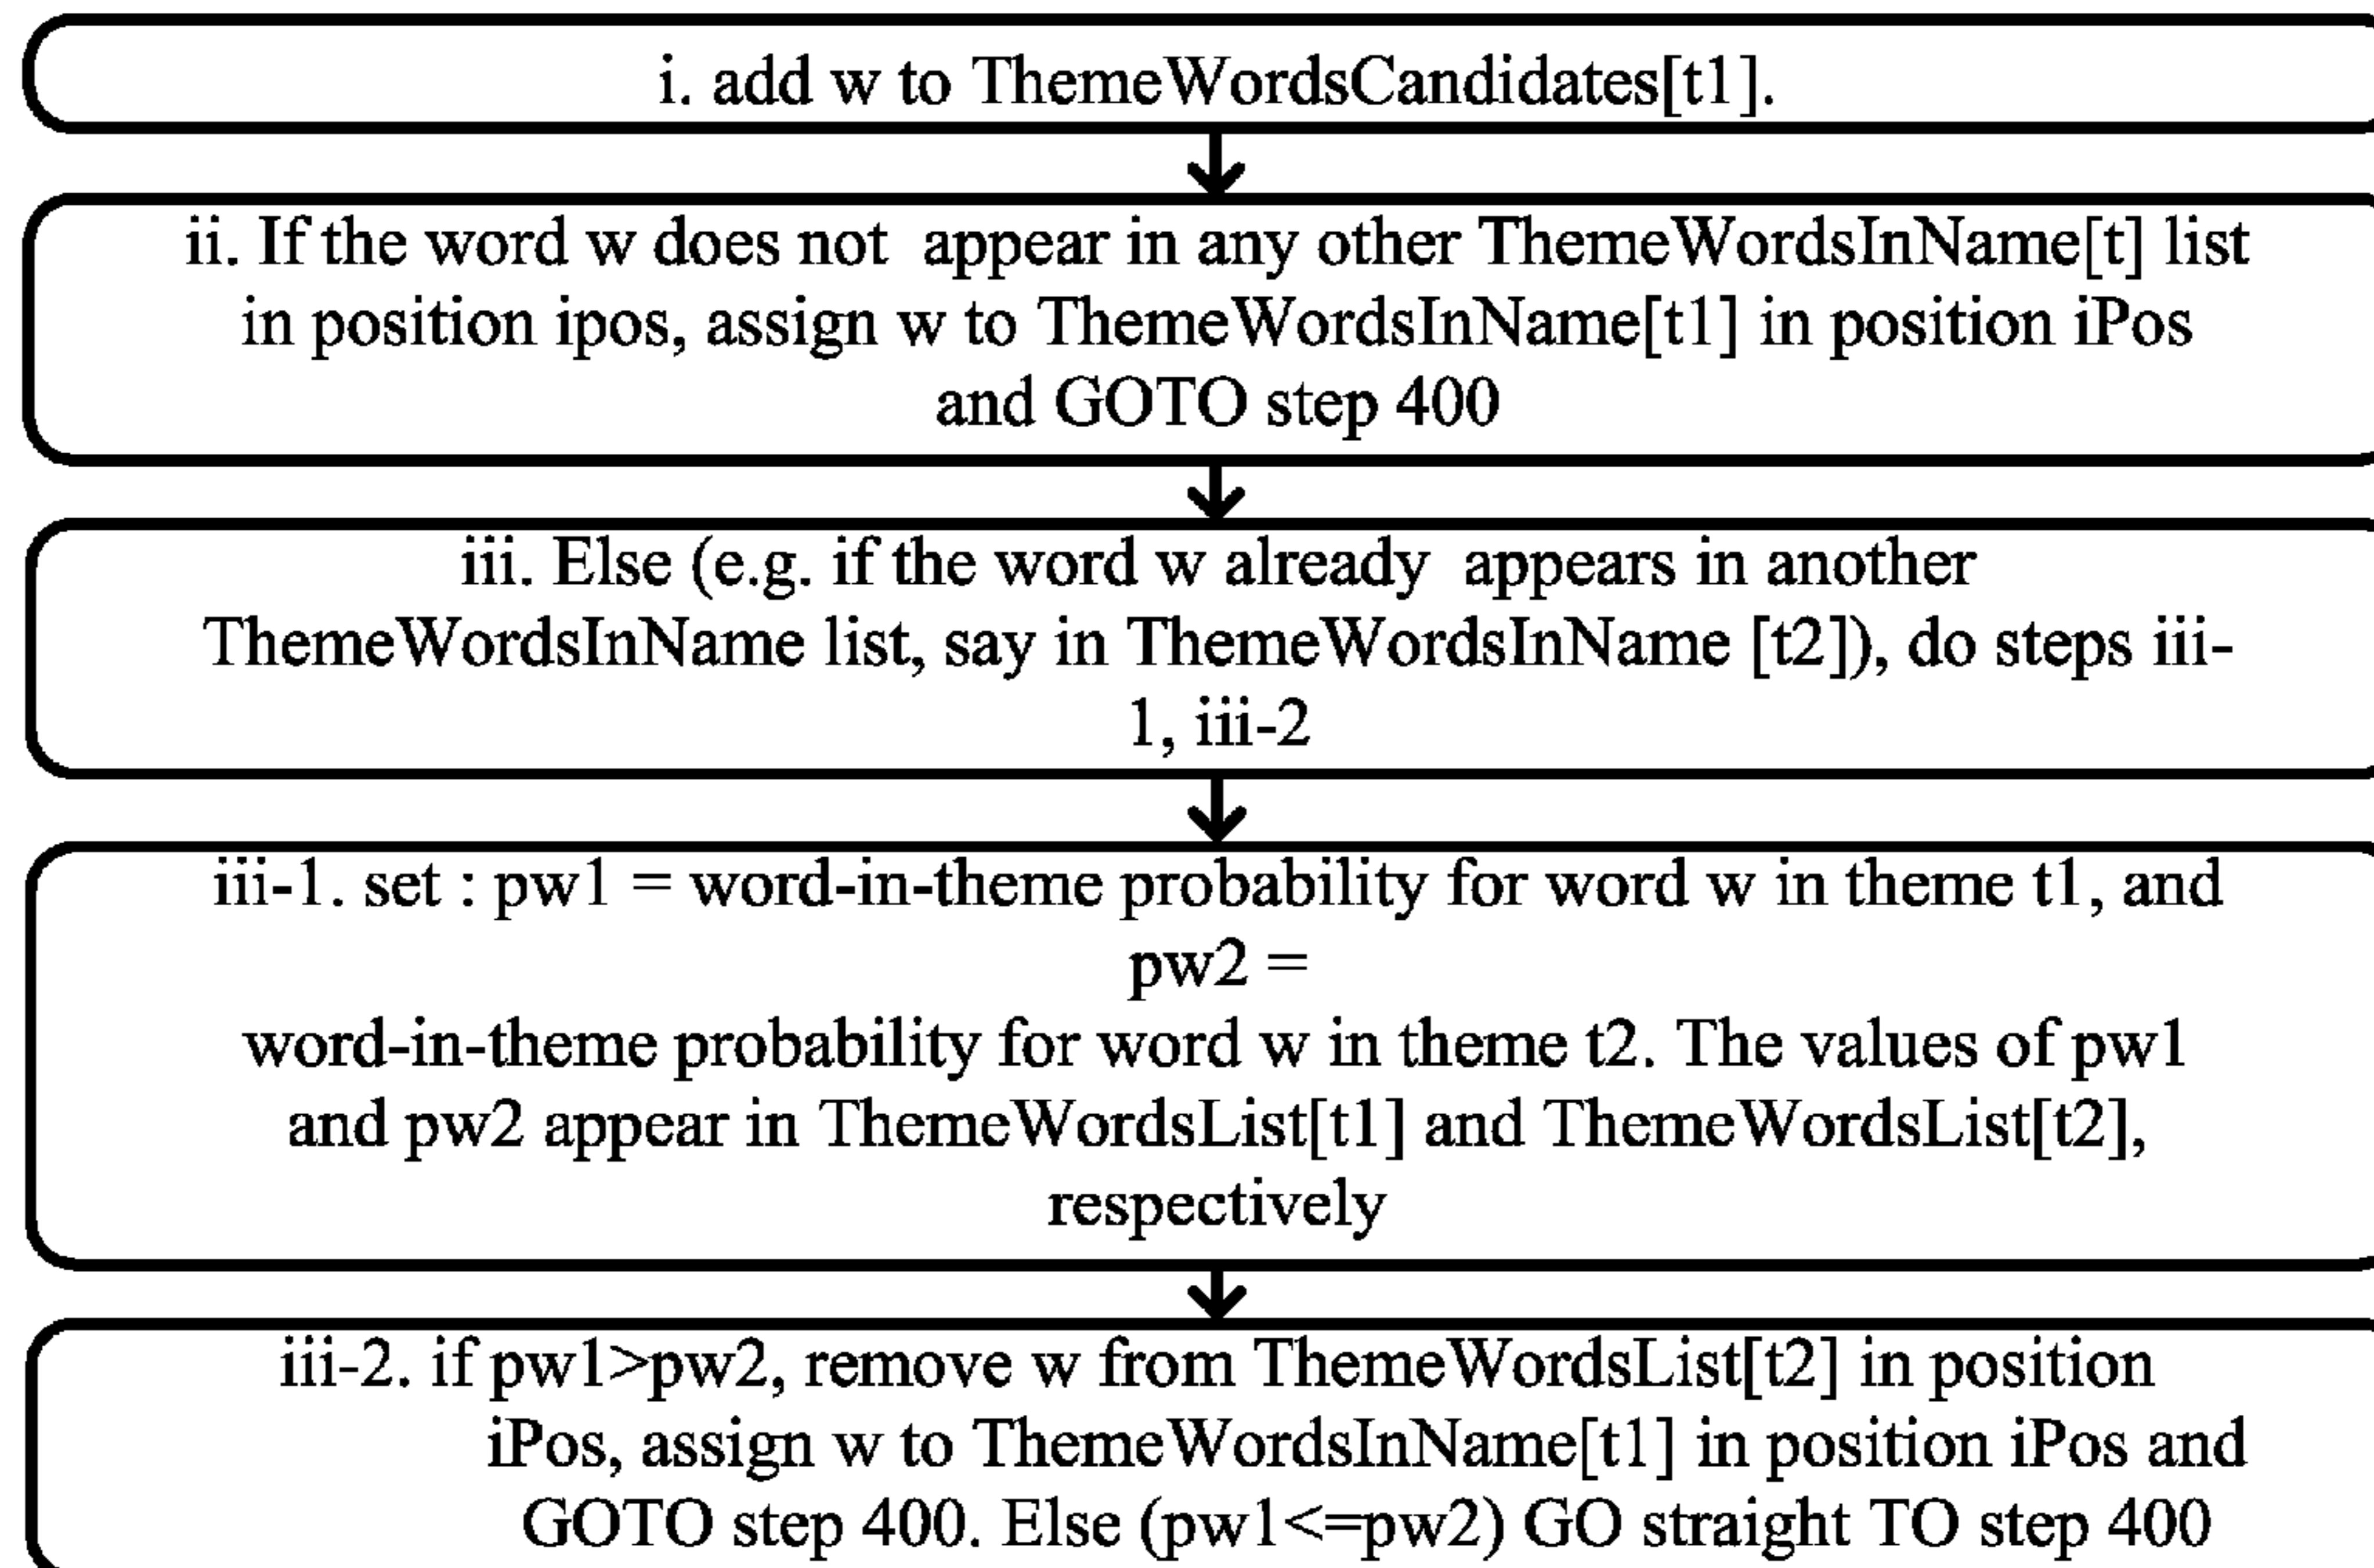 i. add w to ThemeWordsCandidates[t1].
ii. If the word w does not appear in any other ThemeWordsInName[t] list
in position ipos, assign w to ThemeWordsInName[t1] in position iPos
and GOTO step 400
iii. Else (e.g. if the word w already appears in another
ThemeWordsInName list, say in ThemeWordsInName [t2]), do steps iii-
1, iii-2
iii-1. set : pw1 = word-in-theme probability for word w in theme t1, and
pw2 =
word-in-theme probability for word w in theme t2. The values of pw1
and pw2 appear in ThemeWordsList[t1] and ThemeWordsList[t2],
respectively
iii-2. if pw1>pw2, remove w from ThemeWordsList[t2] in position
iPos, assign w to ThemeWordsInName[t1] in position iPos and
GOTO step 400. Else (pw1<=pw2) GO straight TO step 400